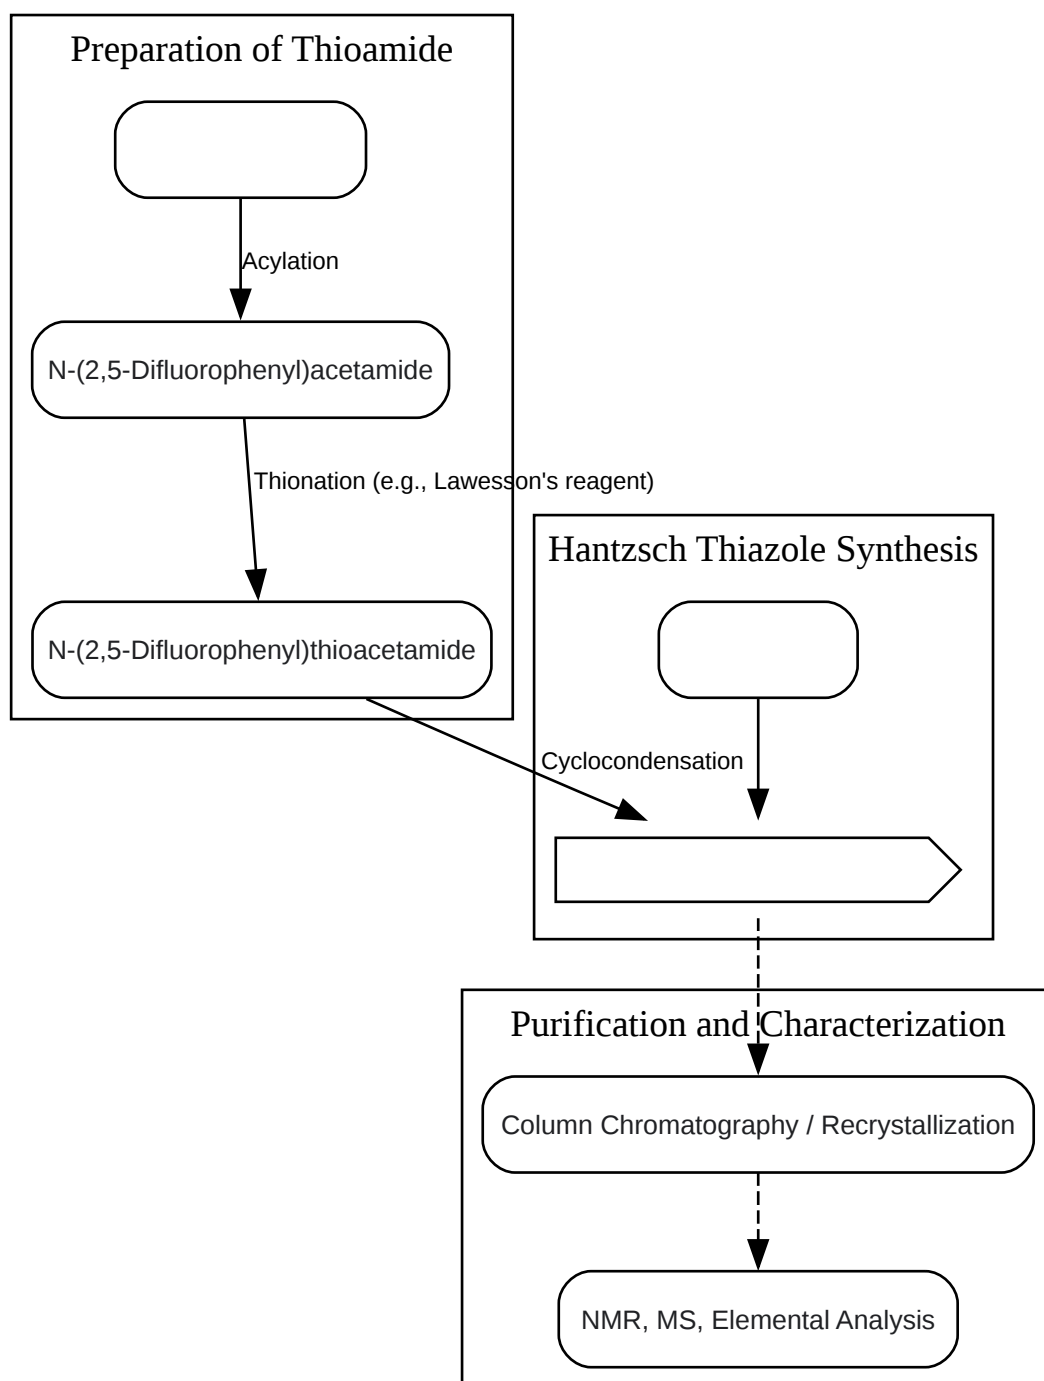 Preparation of Thioamide
Acylation
N-(2,5-Difluorophenyl)acetamide
Thionation (e.g., Lawesson's reagent)
N-(2,5-Difluorophenyl)thioacetamide
Hantzsch Thiazole Synthesis
Cyclocondensation
Purification and Characterization
Column Chromatography / Recrystallization
NMR, MS, Elemental Analysis